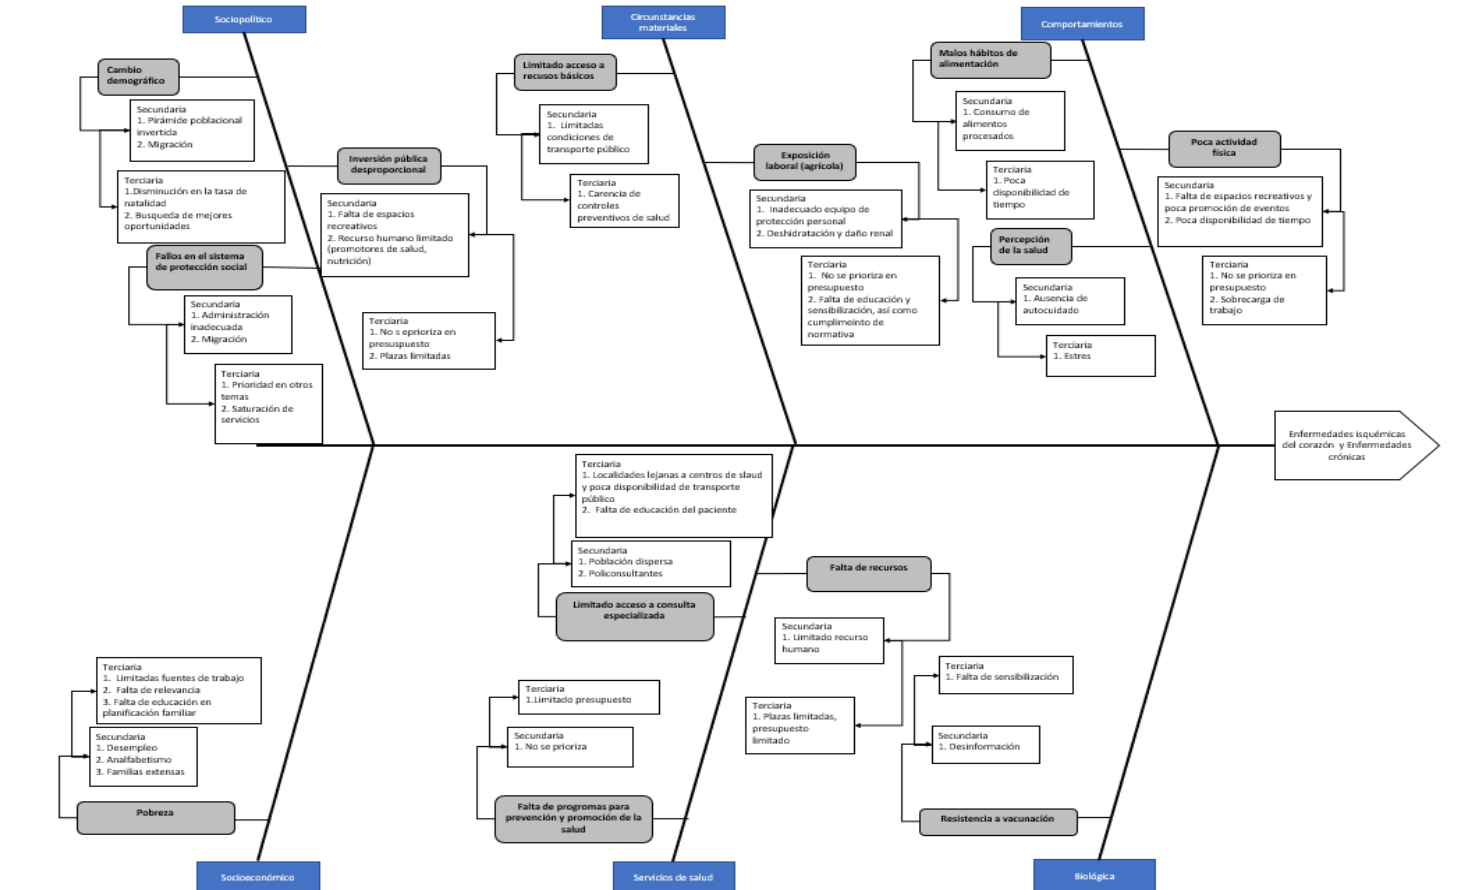 Sociopolítico
Cambio
demográfico
Secundaria
1. Pirámide poblacional
invertida
2. Migración
Terciaria
1.Disminución en la tasa de
natalidad
2. Busqueda de mejores
oportunidades
Inversión pública
desproporcional
Secundaria
1. Falta de espacios
recreativos
2. Recurso humano limitado
(promotores de salud,
nutrición)
Terciaria
1. No s eprioriza en
presuspuesto
2. Plazas limitadas
Fallos en el sistema
de protección social
Secundaria
1. Administración
inadecuada
2. Migración
Terciaria
1. Prioridad en otros
temas
2. Saturación de
servicios
Circunstancias
materiales
Limitado acceso a
recusos básicos
Secundaria
1. Limitadas
condiciones de
transporte público
Terciaria
1. Carencia de
controles
preventivos de salud
Exposición
laboral (agrícola)
Secundaria
1. Inadecuado equipo de
protección personal
2. Deshidratación y daño renal
Terciaria
1. No se prioriza en
presupuesto
2. Falta de educación y
sensibilización, así como
cumplimeinto de
normativa
Comportamientos
Malos hábitos de
alimentación
Secundaria
1. Consumo de
alimentos
procesados
Terciaria
1. Poca
disponibilidad de
tiempo
Poca actividad
física
Secundaria
1. Falta de espacios recreativos y
poca promoción de eventos
2. Poca disponibilidad de tiempo
Terciaria
1. No se prioriza en
presupuesto
2. Sobrecarga de
trabajo
Percepción
de la salud
Secundaria
1. Ausencia de
autocuidado
Terciaria
1. Estres
Enfermedades isquémicas
del corazón y Enfermedades
crónicas
Terciaria
1. Limitadas fuentes de trabajo
2. Falta de relevancia
3. Falta de educación en
planificación familiar
Secundaria
1. Desempleo
2. Analfabetismo
3. Familias extensas
Pobreza
Socioeconómico
Terciaria
1. Localidades lejanas a centros de slaud
y poca disponibilidad de transporte
público
2. Falta de educación del paciente
Secundaria
1. Población dispersa
2. Policonsultantes
Limitado acceso a consulta
especializada
Falta de recursos
Secundaria
1. Limitado recurso
humano
Terciaria
1. Plazas limitadas,
presupuesto
limitado
Terciaria
1.Limitado presupuesto
Secundaria
1. No se prioriza
Falta de programas para
prevención y promoción de la
salud
Servicios de salud
Terciaria
1. Falta de sensibilización
Secundaria
1. Desinformación
Resistencia a vacunación
Biológica